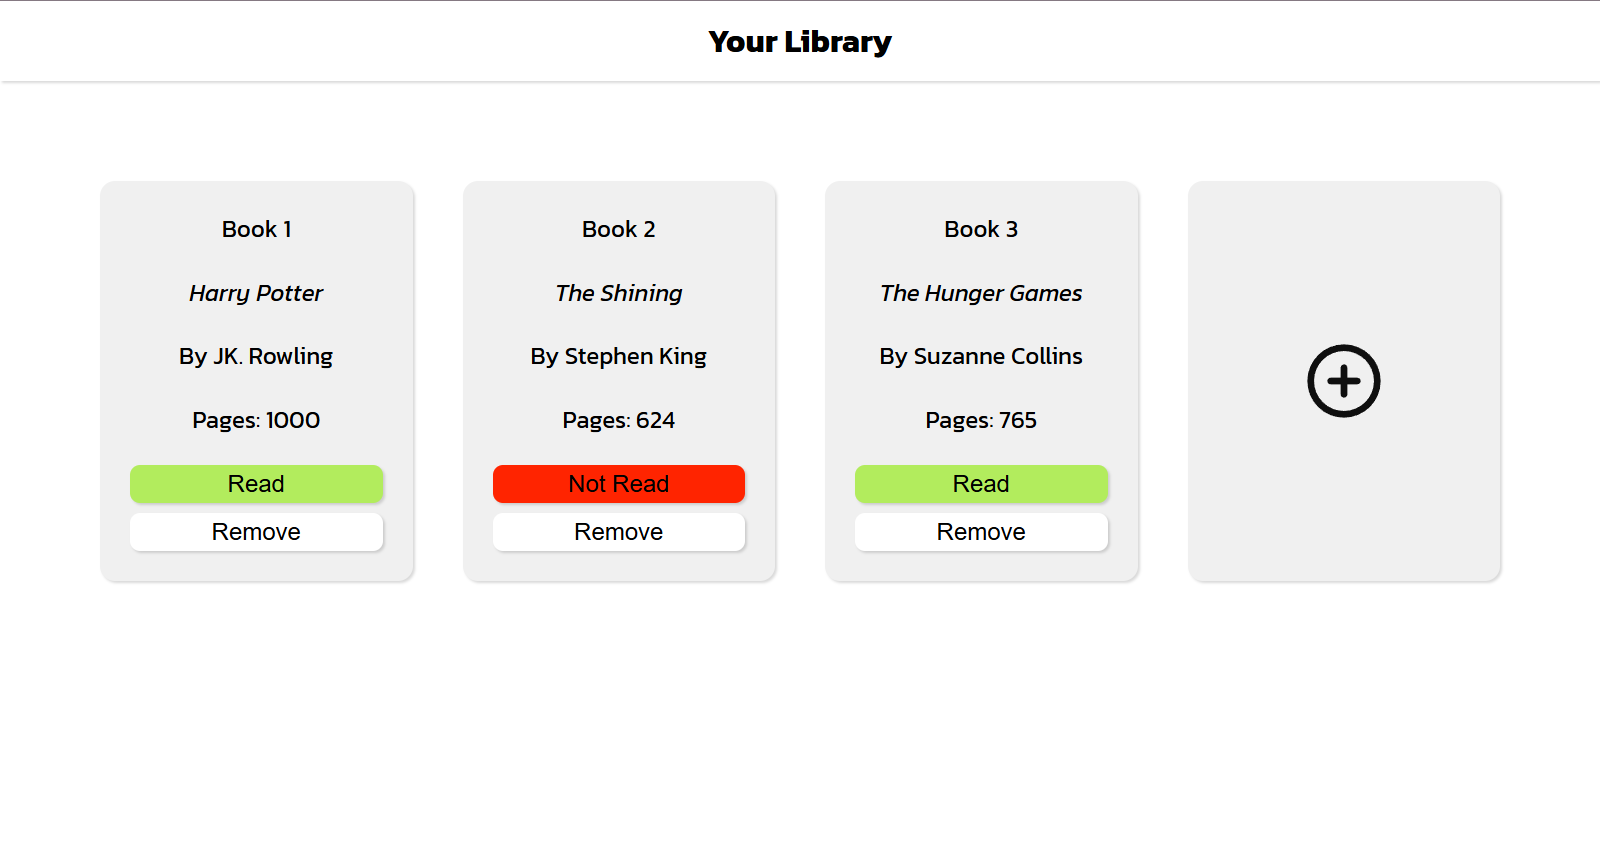 Your Library
Book 1
Harry Potter
By JK. Rowling
Pages: 1000
Read
Remove
Book 2
The Shining
By Stephen King
Pages: 624
Not Read
Remove
Book 3
The Hunger Games
By Suzanne Collins
Pages: 765
Read
Remove